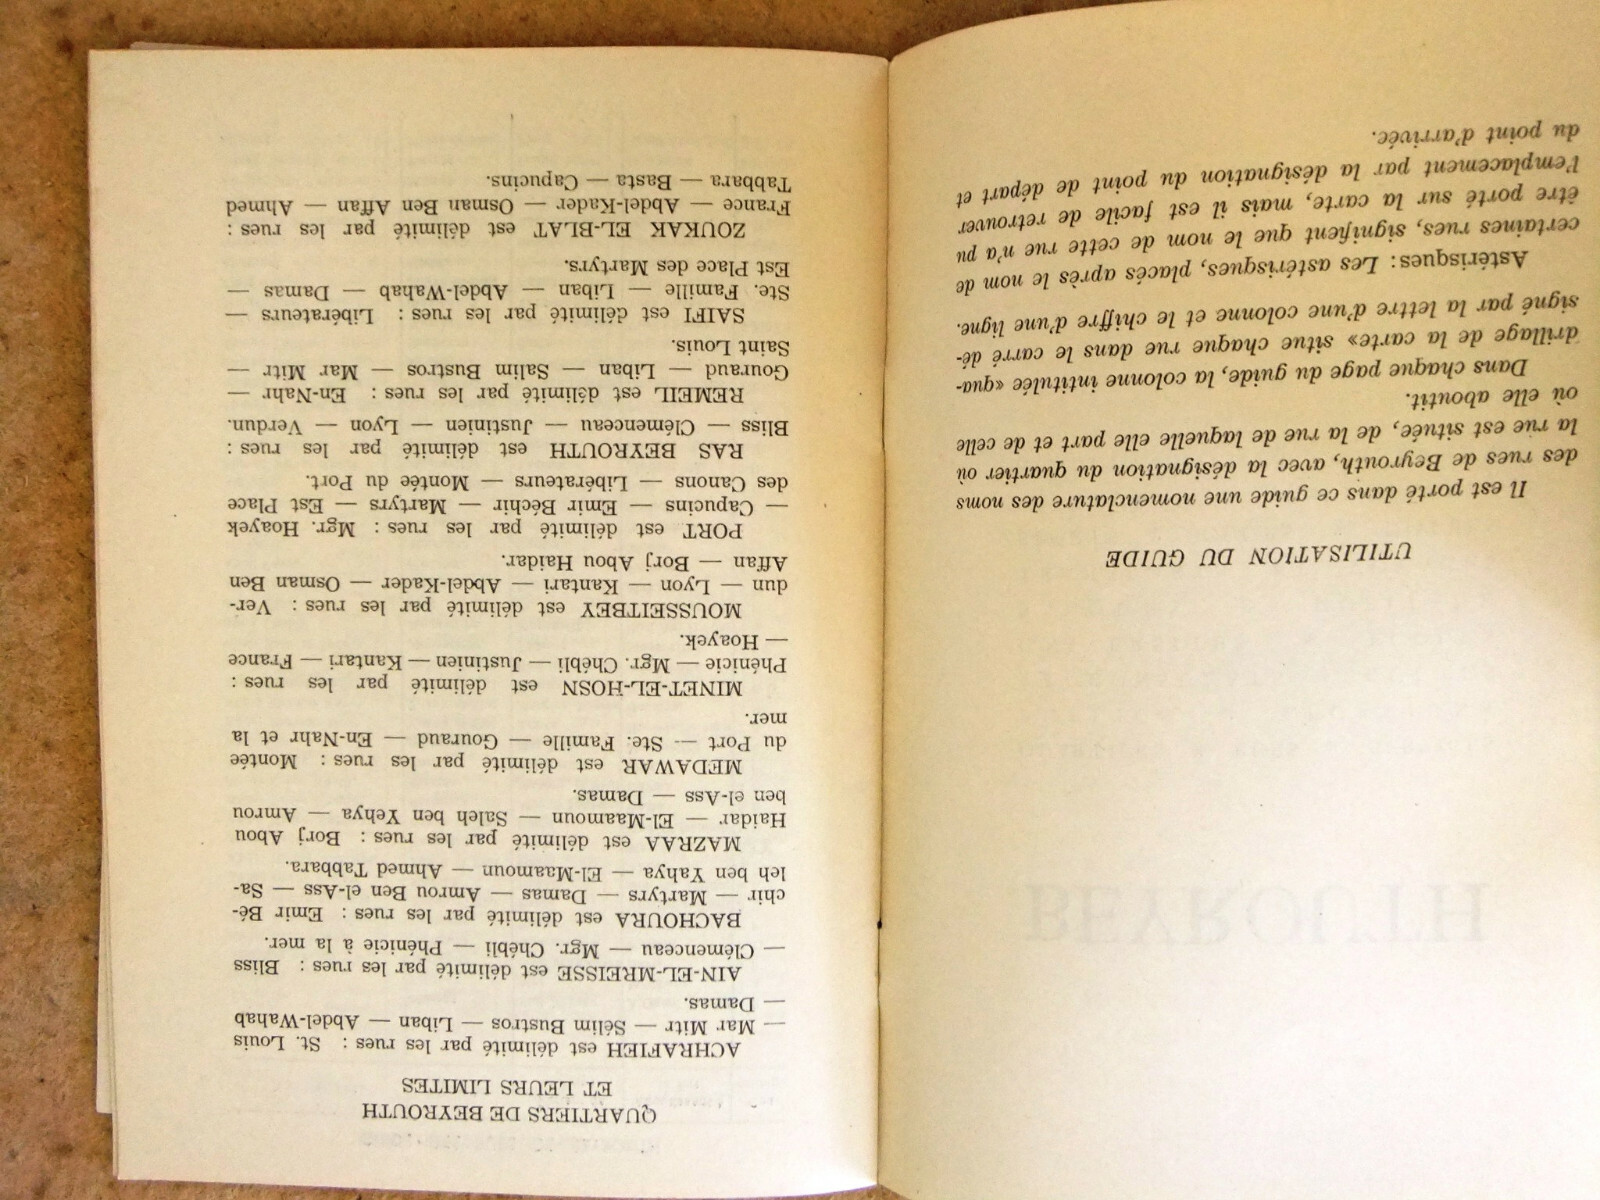 UTILISATION DU GUIDE
Il est porté dans ce guide une nomenclature des noms
des rues de Beyrouth, avec la désignation du quartier où
la rue est située, de la rue de laquelle elle part et de celle
où elle aboutit.
Dans chaque page du guide, la colonne intitulée «qua-
drillage de la carte» situe chaque rue dans le carré dé-
signé par la lettre d'une colonne et le chiffre d'une ligne.
Astérisques: Les astérisques, placés après le nom de
certaines rues, signifient que le nom de cette rue n'a pu
être porté sur la carte, mais il est facile de retrouver
l'emplacement par la désignation du point de départ et
du point d'arrivée.
QUARTIERS DE BEYROUTH
ET LEURS LIMITES
ACHRAFIEH est délimité par les rues : St. Louis
— Mar Mitr — Sélim Bustros — Liban — Abdel-Wahab
— Damas.
AIN-EL-MREISSE est délimité par les rues : Bliss
— Clémenceau — Mgr. Chébli — Phénicie à la mer.
BACHOURA est délimité par les rues : Emir Bé-
chir — Martyrs — Damas — Amrou Ben el-Ass — Sa-
leh ben Yahya — El-Maamoun — Ahmed Tabbara.
MAZRAA est délimité par les rues : Borj Abou
Haidar — El-Maamoun — Saleh ben Yehya — Amrou
ben el-Ass — Damas.
MEDAWAR est délimité par les rues : Montée
du Port — Ste. Famille — Gouraud — En-Nahr et la
mer.
MINET-EL-HOSN est délimité par les rues :
Phénicie — Mgr. Chébli — Justinien — Kantari — France
— Hoayek.
MOUSSEITBEY est délimité par les rues : Ver-
dun — Lyon — Kantari — Abdel-Kader — Osman Ben
Affan — Borj Abou Haidar.
PORT est délimité par les rues : Mgr. Hoayek
— Capucins — Emir Béchir — Martyrs — Est Place
des Canons — Libérateurs — Montée du Port.
RAS BEYROUTH est délimité par les rues :
Bliss — Clémenceau — Justinien — Lyon — Verdun.
REMEIL est délimité par les rues : En-Nahr —
Gouraud — Liban — Salim Bustros — Mar Mitr —
Saint Louis.
SAIFI est délimité par les rues : Libérateurs —
Ste. Famille — Liban — Abdel-Wahab — Damas —
Est Place des Martyrs.
ZOUKAK EL-BLAT est délimité par les rues :
France — Abdel-Kader — Osman Ben Affan — Ahmed
Tabbara — Basta — Capucins.
BEYROUTH